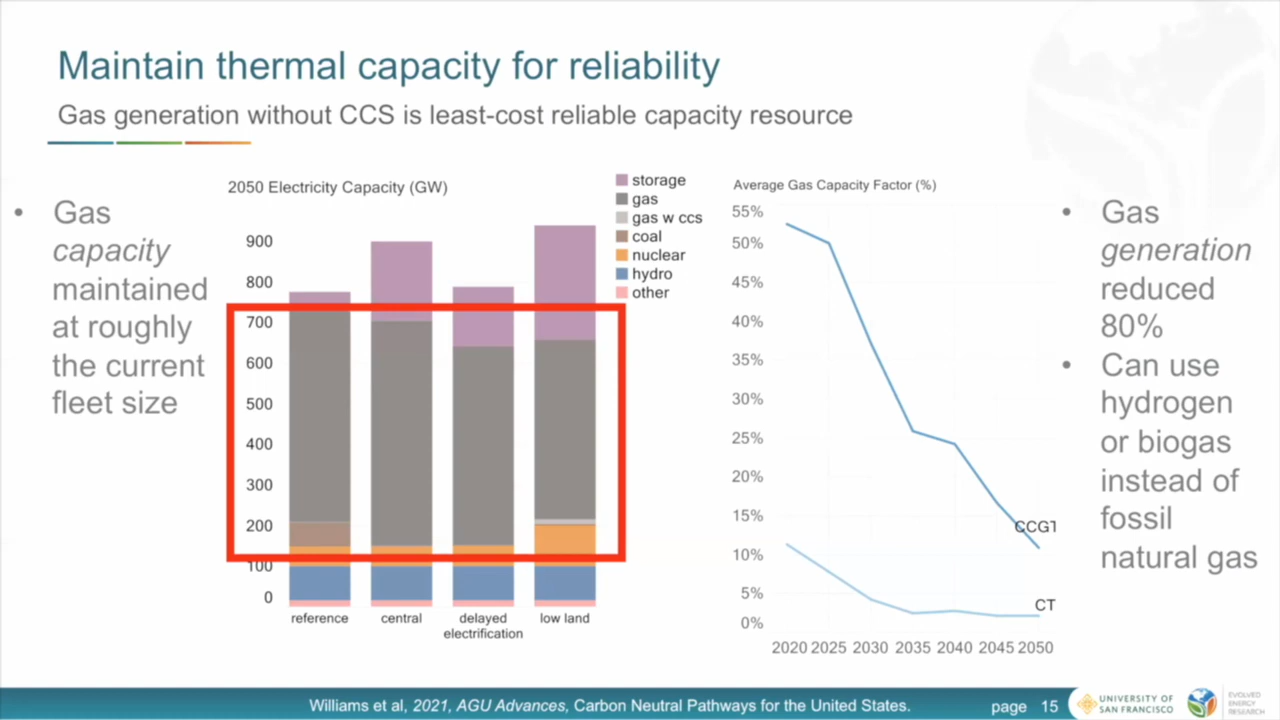 Maintain thermal capacity for reliability
Gas generation without CCS is least-cost reliable capacity resource
• Gas
capacity
maintained
at roughly
the current
fleet size
2050 Electricity Capacity (GW)
900
800
700
600
500
400
300
200
100
0
reference
central
delayed
electrification
low land
storage
gas
gas w ccs
coal
nuclear
hydro
other
Average Gas Capacity Factor (%)
55%
50%
45%
40%
35%
30%
25%
20%
15%
10%
5%
0%
CCGT
CT
2020 2025 2030 2035 2040 2045 2050
• Gas
generation
reduced
80%
• Can use
hydrogen
or biogas
instead of
fossil
natural gas
Williams et al, 2021, AGU Advances, Carbon Neutral Pathways for the United States.
page 15
UNIVERSITY OF
SAN FRANCISCO
EVOLVED
ENERGY
RESEARCH